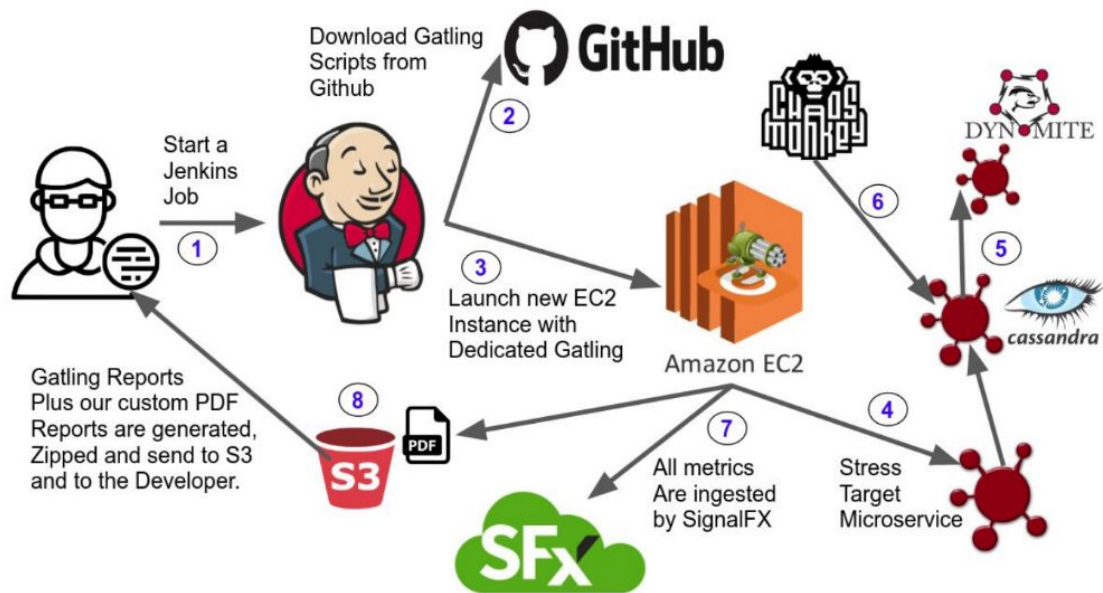 Download Gatling
Scripts from
Github
GitHub
2
CHAOS
MONKEY
DYNOMITE
Start a
Jenkins
Job
1
6
5
3
Launch new EC2
Instance with
Dedicated Gatling
cassandra
Amazon EC2
Gatling Reports
Plus our custom PDF
Reports are generated,
Zipped and send to S3
and to the Developer.
8
PDF
S3
7
All metrics
Are ingested
by SignalFX
4
Stress
Target
Microservice
SFx